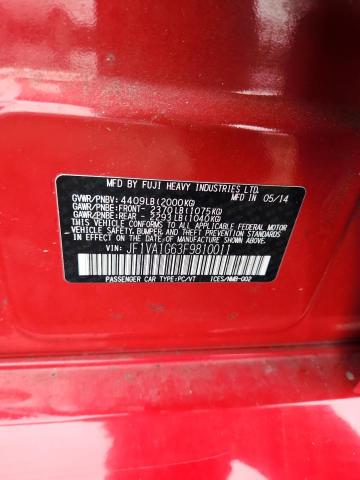 MFD BY FUJI HEAVY INDUSTRIES LTD.
GVWR/PNBV: 4409LB(2000KG) MFD IN 05/14
GAWR/PNBE: FRONT- 2370LB(1075KG)
GAWR/PNBE: REAR - 2293LB(1040KG)
THIS VEHICLE CONFORMS TO ALL APPLICABLE FEDERAL MOTOR
VEHICLE SAFETY, BUMPER, AND THEFT PREVENTION STANDARDS
IN EFFECT ON THE DATE OF MANUFACTURE SHOWN ABOVE.
VIN: JF1VA1G63F9810011
PASSENGER CAR/TYPE:PC/VT ICES/NMB-002